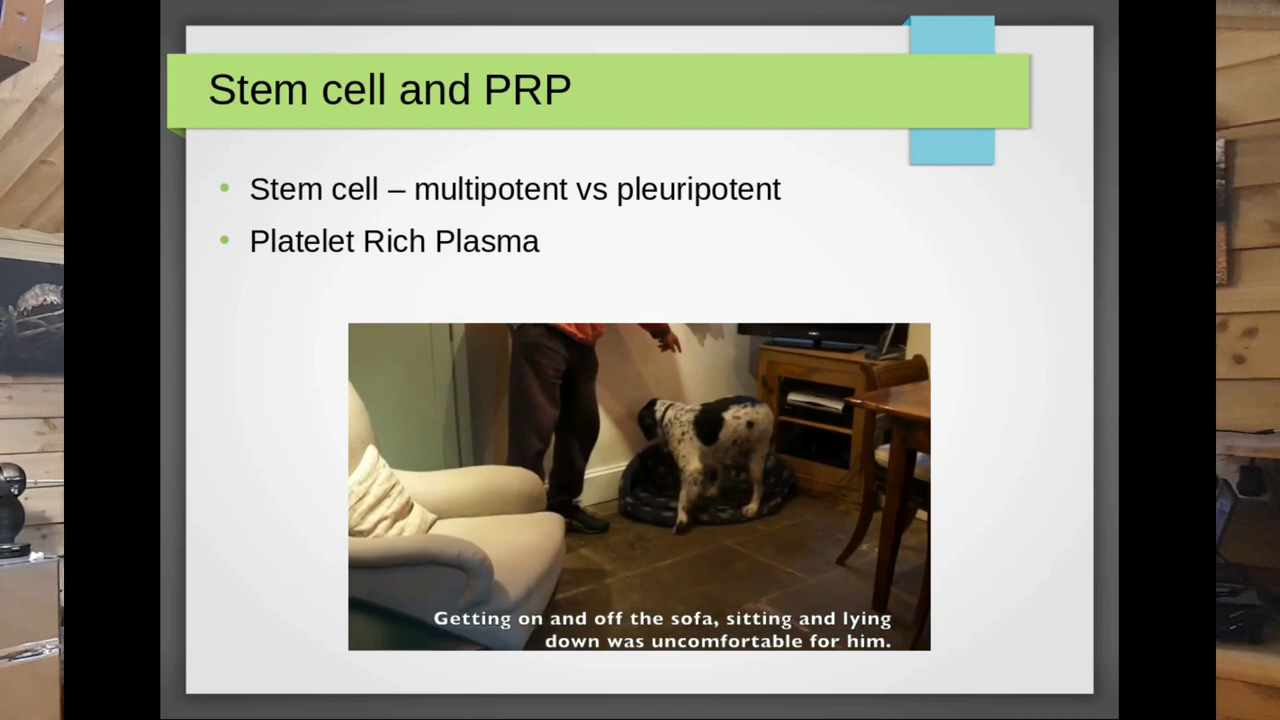 Stem cell and PRP
Stem cell – multipotent vs pleuripotent
Platelet Rich Plasma
Getting on and off the sofa, sitting and lying
down was uncomfortable for him.